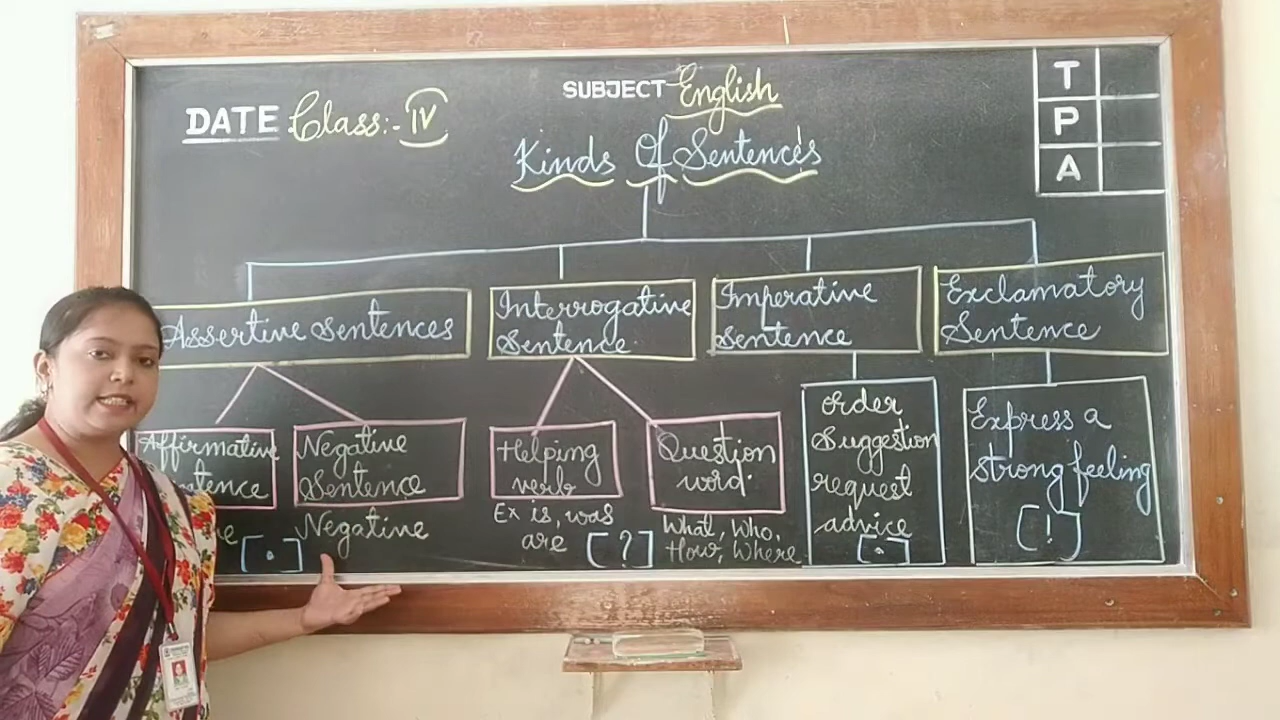 SUBJECT English
DATE Class:- IV
T
P
A
Kinds Of Sentences
Assertive Sentences
Interrogative
Sentence
Imperative
Sentence
Exclamatory
Sentence
Affirmative
Negative
Sentence
Negative
Helping
verb
Ex is, was
are
[.]
[?]
Question
word.
What, Who,
How, Where
order
Suggestion
request
advice
[.]
Express a
Strong feeling
[!]